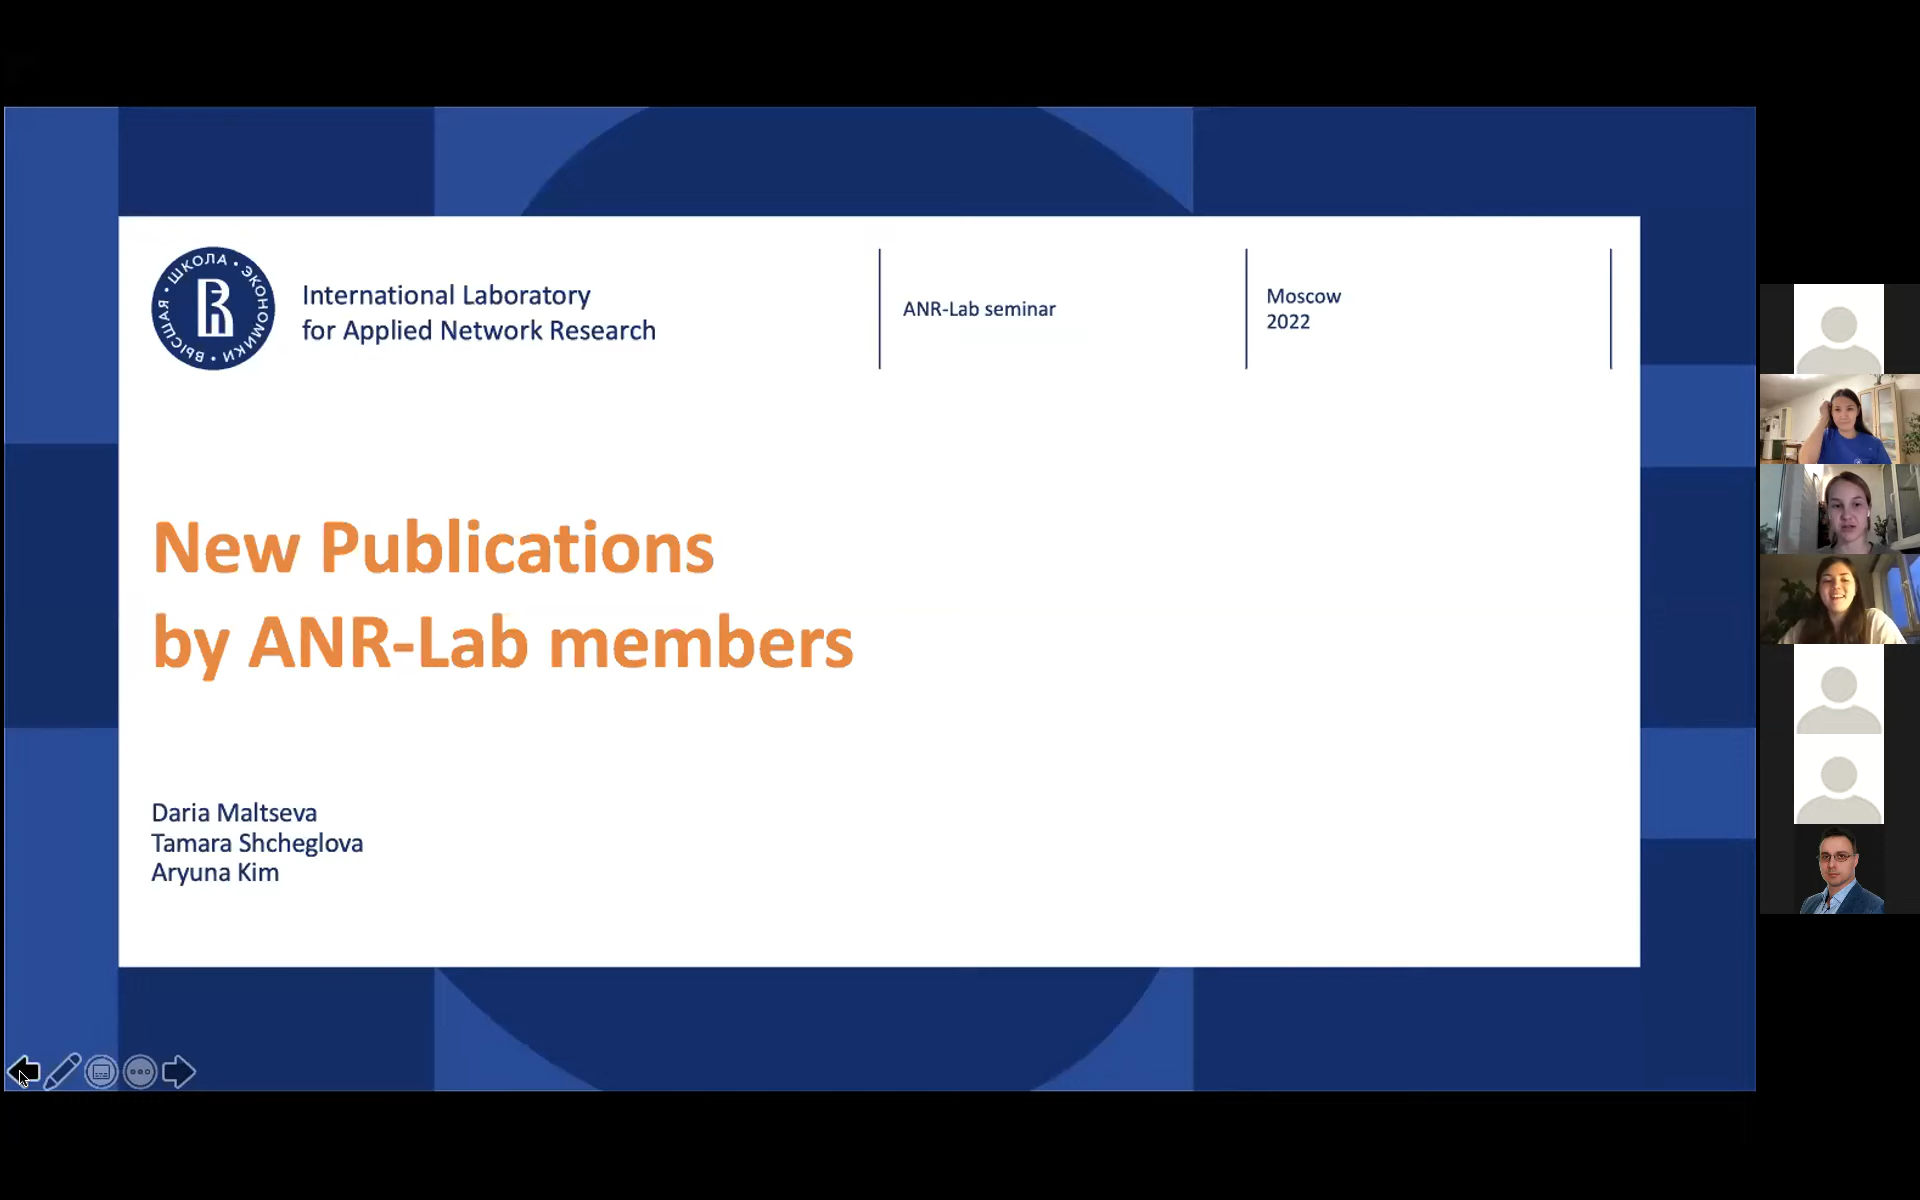 ВЫСШАЯ • ШКОЛА • ЭКОНОМИКИ •
International Laboratory
for Applied Network Research
ANR-Lab seminar
Moscow
2022
New Publications
by ANR-Lab members
Daria Maltseva
Tamara Shcheglova
Aryuna Kim